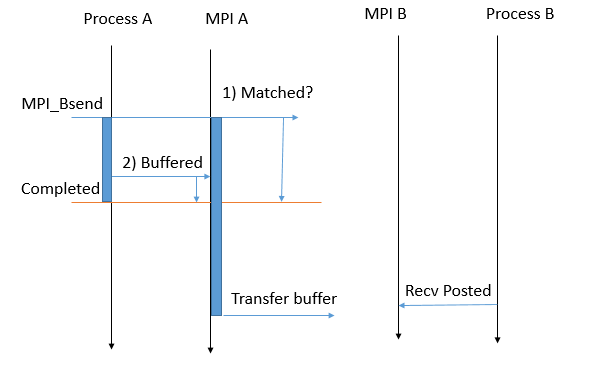 Process A
MPI A
MPI B
Process B
1) Matched?
MPI_Bsend
2) Buffered
Completed
Recv Posted
Transfer buffer